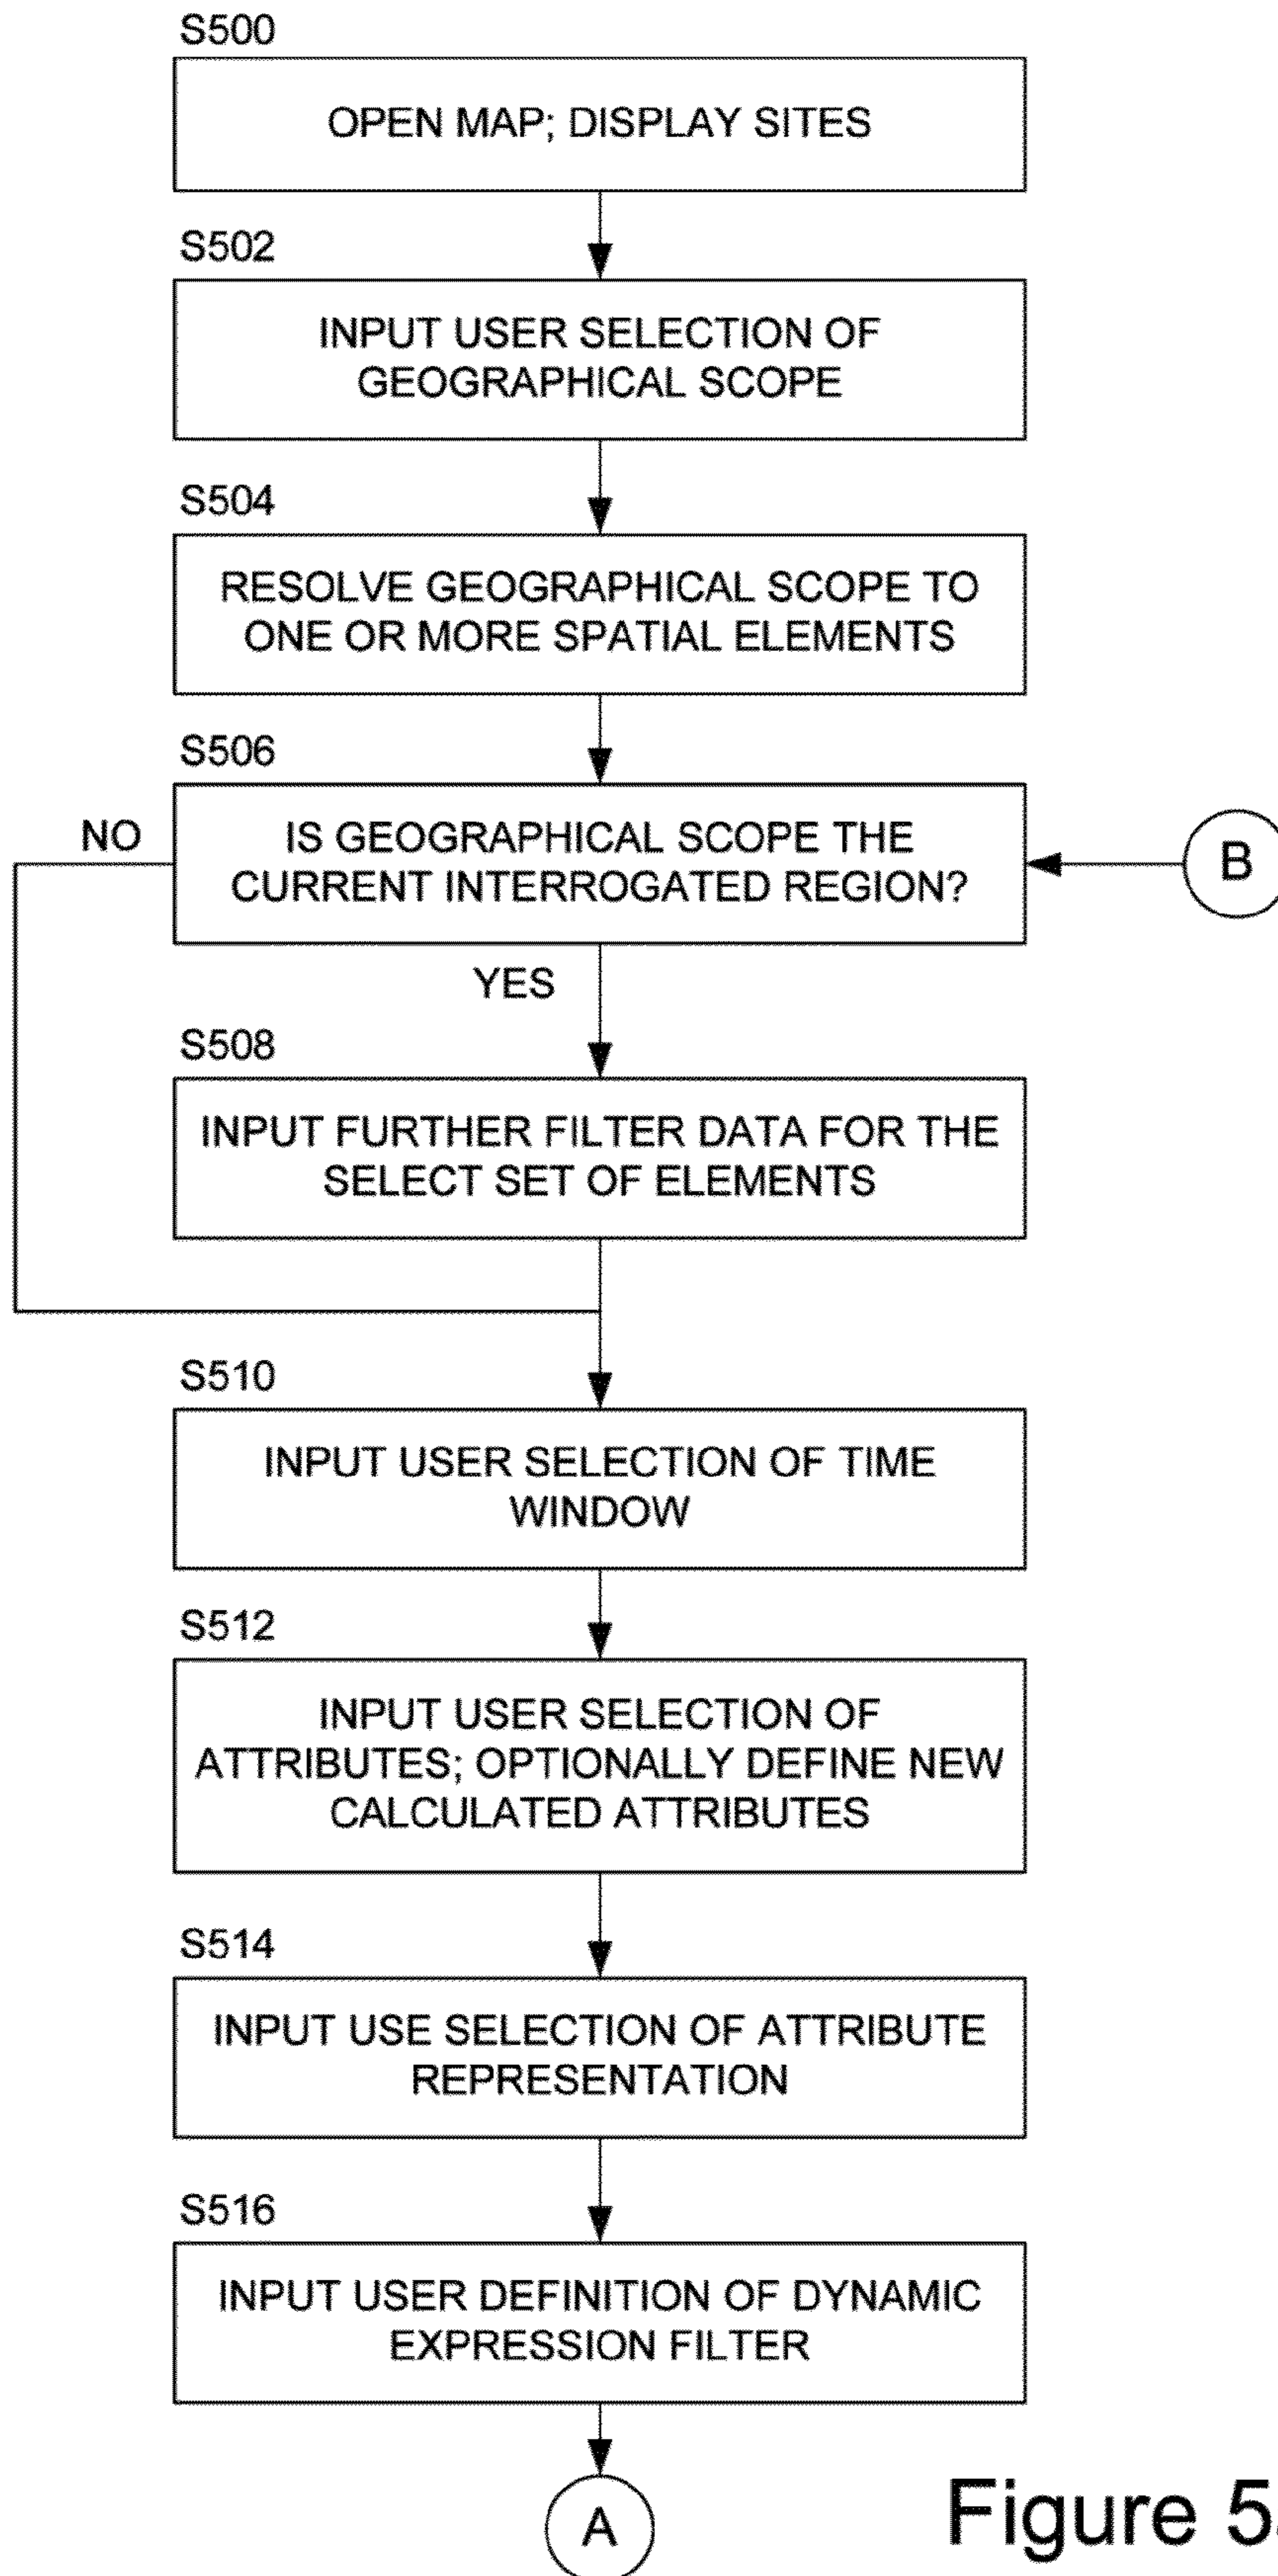 S500
OPEN MAP; DISPLAY SITES
S502
INPUT USER SELECTION OF
GEOGRAPHICAL SCOPE
S504
RESOLVE GEOGRAPHICAL SCOPE TO
ONE OR MORE SPATIAL ELEMENTS
S506
NO
IS GEOGRAPHICAL SCOPE THE
CURRENT INTERROGATED REGION?
B
YES
S508
INPUT FURTHER FILTER DATA FOR THE
SELECT SET OF ELEMENTS
S510
INPUT USER SELECTION OF TIME
WINDOW
S512
INPUT USER SELECTION OF
ATTRIBUTES; OPTIONALLY DEFINE NEW
CALCULATED ATTRIBUTES
S514
INPUT USE SELECTION OF ATTRIBUTE
REPRESENTATION
S516
INPUT USER DEFINITION OF DYNAMIC
EXPRESSION FILTER
A
Figure 5